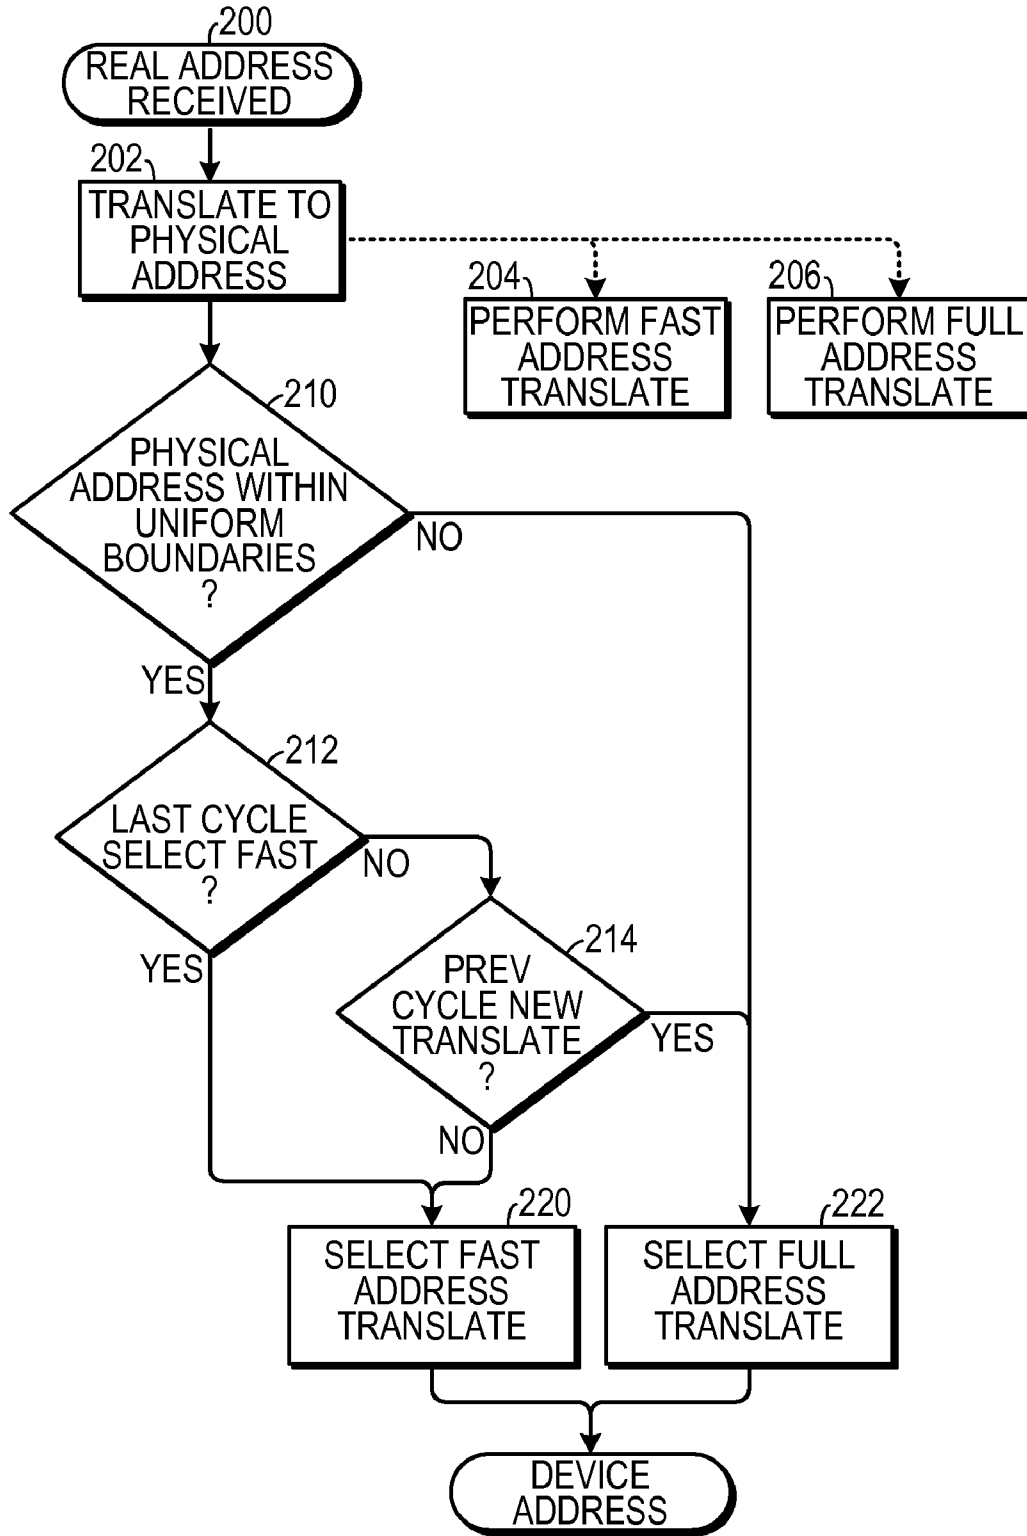 200
REAL ADDRESS
RECEIVED
202
TRANSLATE TO
PHYSICAL
ADDRESS
204
PERFORM FAST
ADDRESS
TRANSLATE
206
PERFORM FULL
ADDRESS
TRANSLATE
210
PHYSICAL
ADDRESS WITHIN
UNIFORM
BOUNDARIES
?
NO
YES
212
LAST CYCLE
SELECT FAST
?
NO
YES
214
PREV
CYCLE NEW
TRANSLATE
?
YES
NO
220
SELECT FAST
ADDRESS
TRANSLATE
222
SELECT FULL
ADDRESS
TRANSLATE
DEVICE
ADDRESS